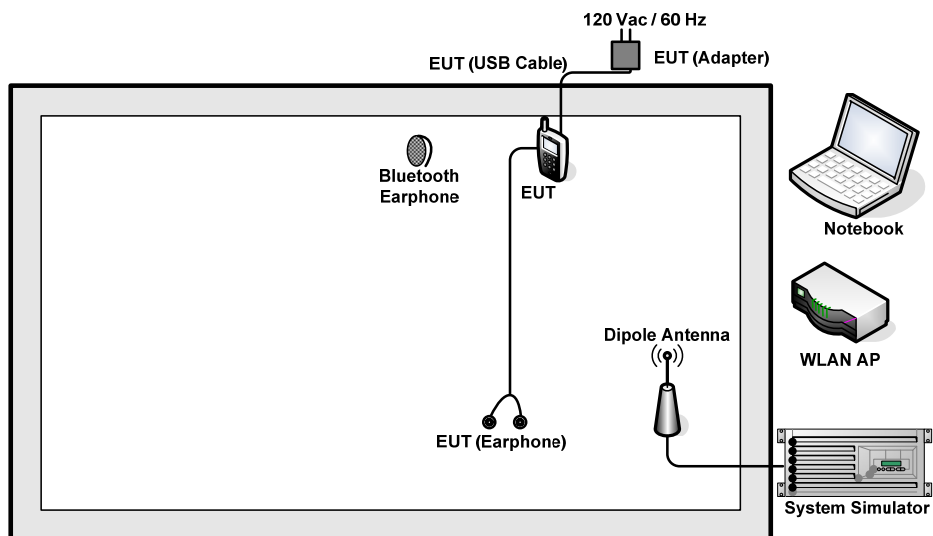 120 Vac / 60 Hz
EUT (USB Cable)
EUT (Adapter)
Bluetooth
Earphone
EUT
Notebook
WLAN AP
Dipole Antenna
EUT (Earphone)
System Simulator